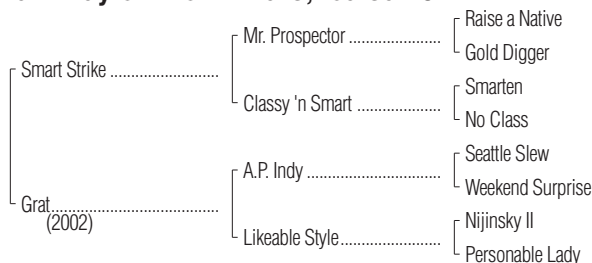 Raise a Native
Mr. Prospector ....................
Gold Digger
Smart Strike ........................
Smarten
Classy 'n Smart ....................
No Class
Seattle Slew
A.P. Indy .............................
Weekend Surprise
Grat......................................
(2002)
Nijinsky II
Likeable Style......................
Personable Lady